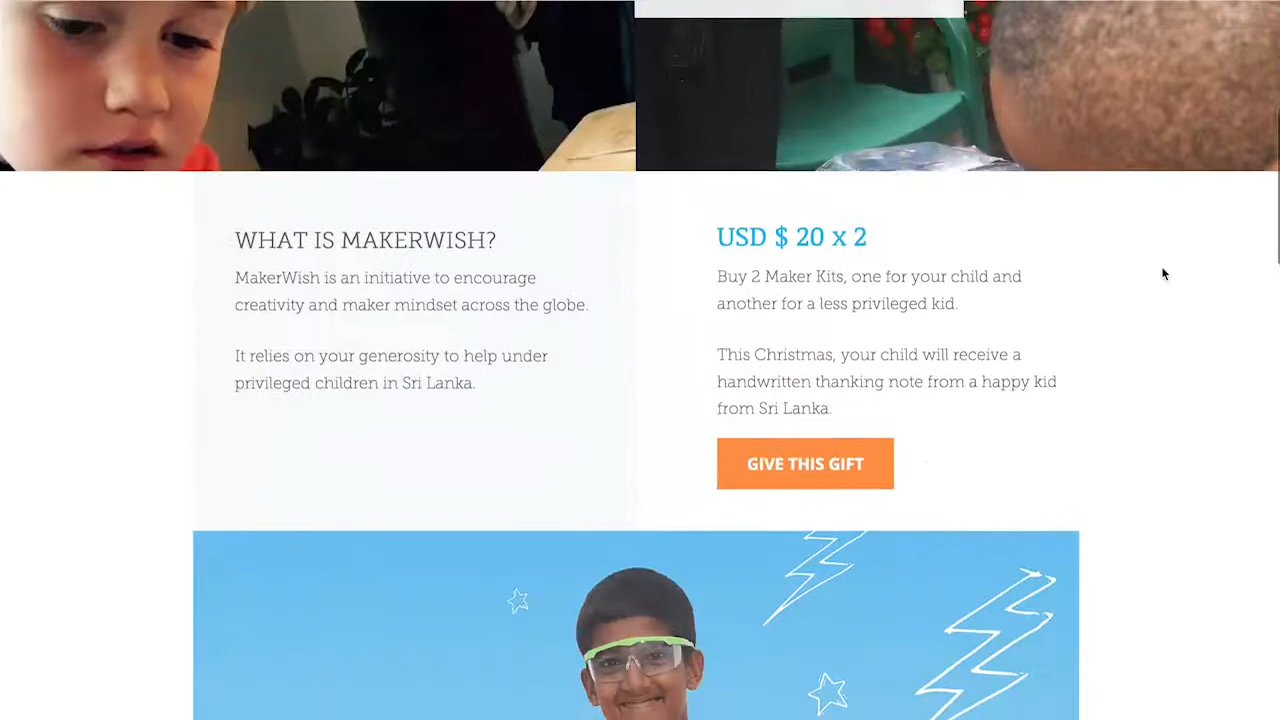 WHAT IS MAKERWISH?
MakerWish is an initiative to encourage
creativity and maker mindset across the globe.
It relies on your generosity to help under
privileged children in Sri Lanka.
USD $ 20 x 2
Buy 2 Maker Kits, one for your child and
another for a less privileged kid.
This Christmas, your child will receive a
handwritten thanking note from a happy kid
from Sri Lanka.
GIVE THIS GIFT